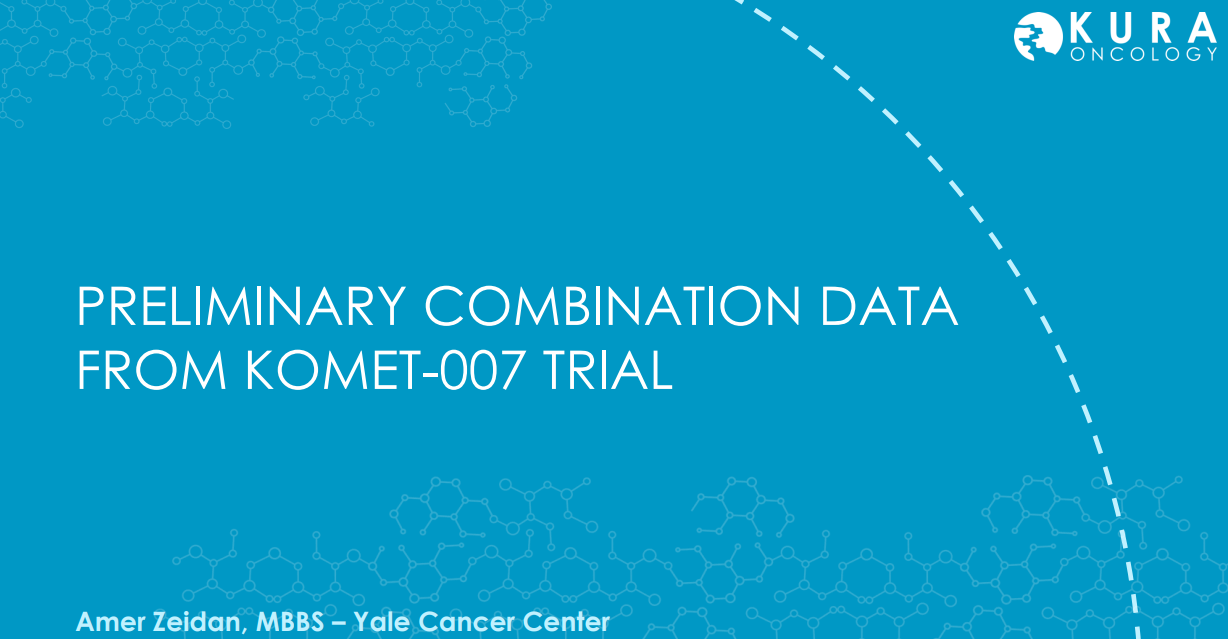 KURA
ONCOLOGY
PRELIMINARY COMBINATION DATA
FROM KOMET-007 TRIAL
Amer Zeidan, MBBS – Yale Cancer Center